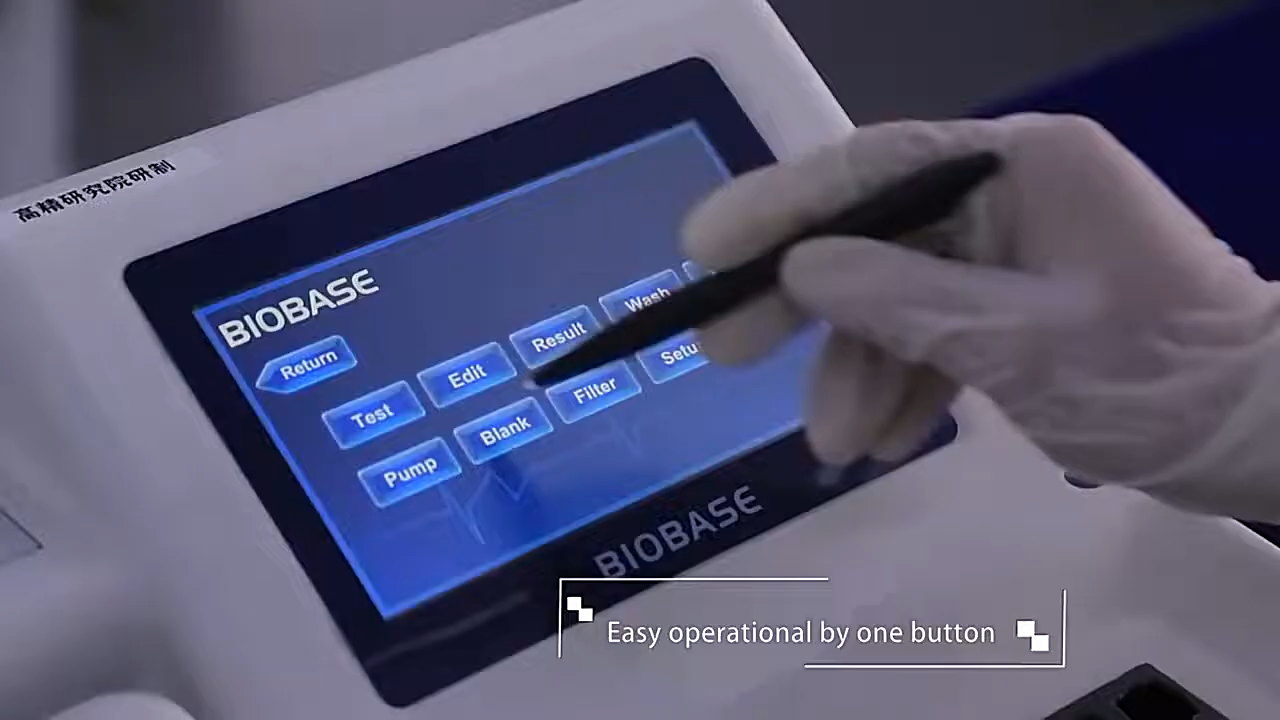 高精研究院研制
BIOBASE
Return
Test Edit Result Wash
Pump Blank Filter
BIOBASE
Easy operational by one button